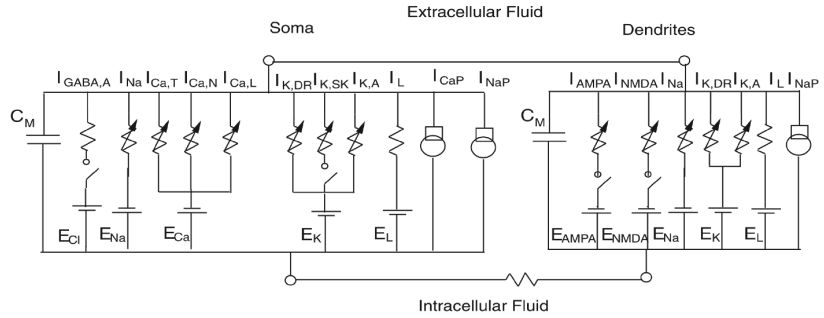 Extracellular Fluid
Soma
Dendrites
I_GABA,A I_Na I_Ca,T I_Ca,N I_Ca,L I_K,DR I_K,SK I_K,A I_L I_CaP I_NaP
I_AMPA I_NMDA I_Na I_K,DR I_K,A I_L I_NaP
C_M
C_M
E_Cl E_Na E_Ca E_K E_L
E_AMPA E_NMDA E_Na E_K E_L
Intracellular Fluid